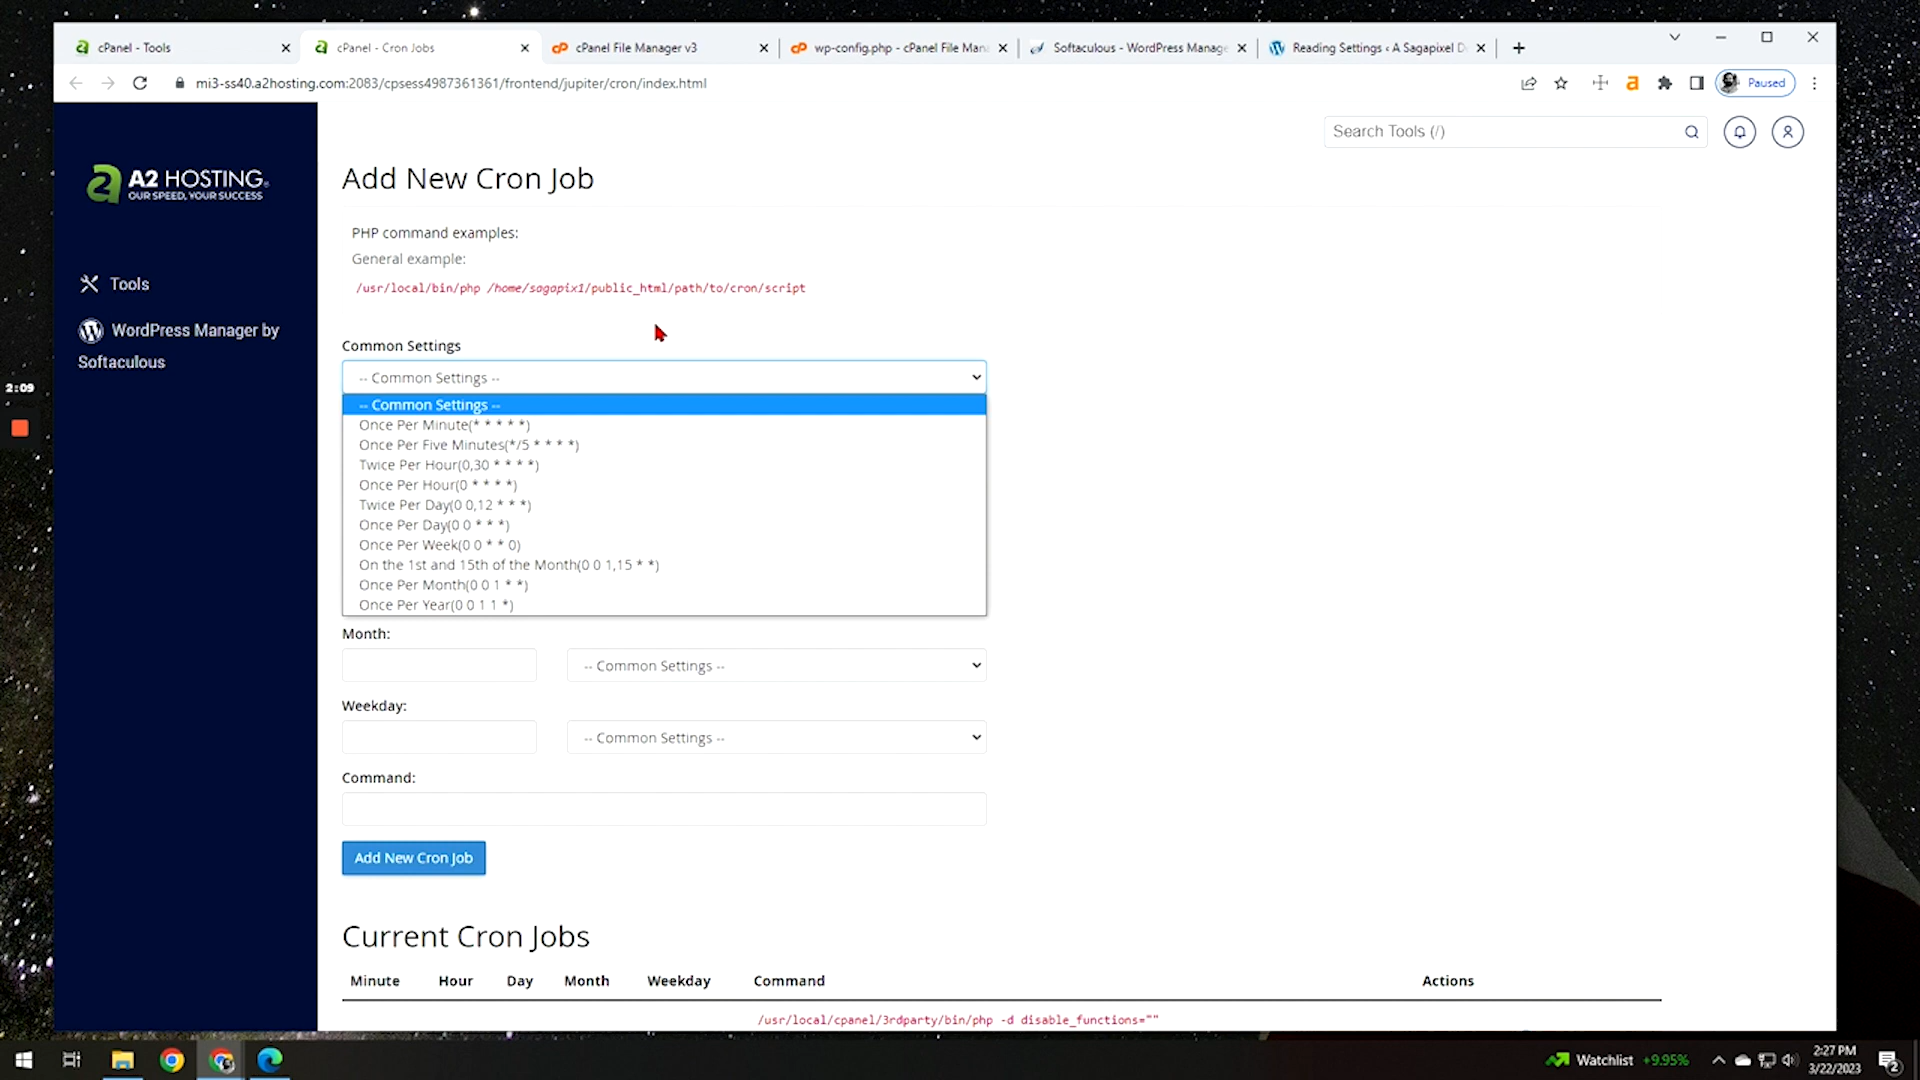 cPanel - Tools
cPanel - Cron Jobs
cPanel File Manager v3
wp-config.php - cPanel File Man
Softaculous - WordPress Manage
Reading Settings ‹ A Sagapixel D
mi3-ss40.a2hosting.com:2083/cpsess4987361361/frontend/jupiter/cron/index.html
Paused
Search Tools (/)
A2 HOSTING
OUR SPEED, YOUR SUCCESS
Tools
WordPress Manager by
Softaculous
2:09
Add New Cron Job
PHP command examples:
General example:
/usr/local/bin/php /home/sagapix1/public_html/path/to/cron/script
Common Settings
-- Common Settings --
-- Common Settings --
Once Per Minute(* * * * *)
Once Per Five Minutes(*/5 * * * *)
Twice Per Hour(0,30 * * * *)
Once Per Hour(0 * * * *)
Twice Per Day(0 0,12 * * *)
Once Per Day(0 0 * * *)
Once Per Week(0 0 * * 0)
On the 1st and 15th of the Month(0 0 1,15 * *)
Once Per Month(0 0 1 * *)
Once Per Year(0 0 1 1 *)
Month:
-- Common Settings --
Weekday:
-- Common Settings --
Command:
Add New Cron Job
Current Cron Jobs
Minute Hour Day Month Weekday Command Actions
/usr/local/cpanel/3rdparty/bin/php -d disable_functions=""
Watchlist +9.95%
2:27 PM
3/22/2023
2